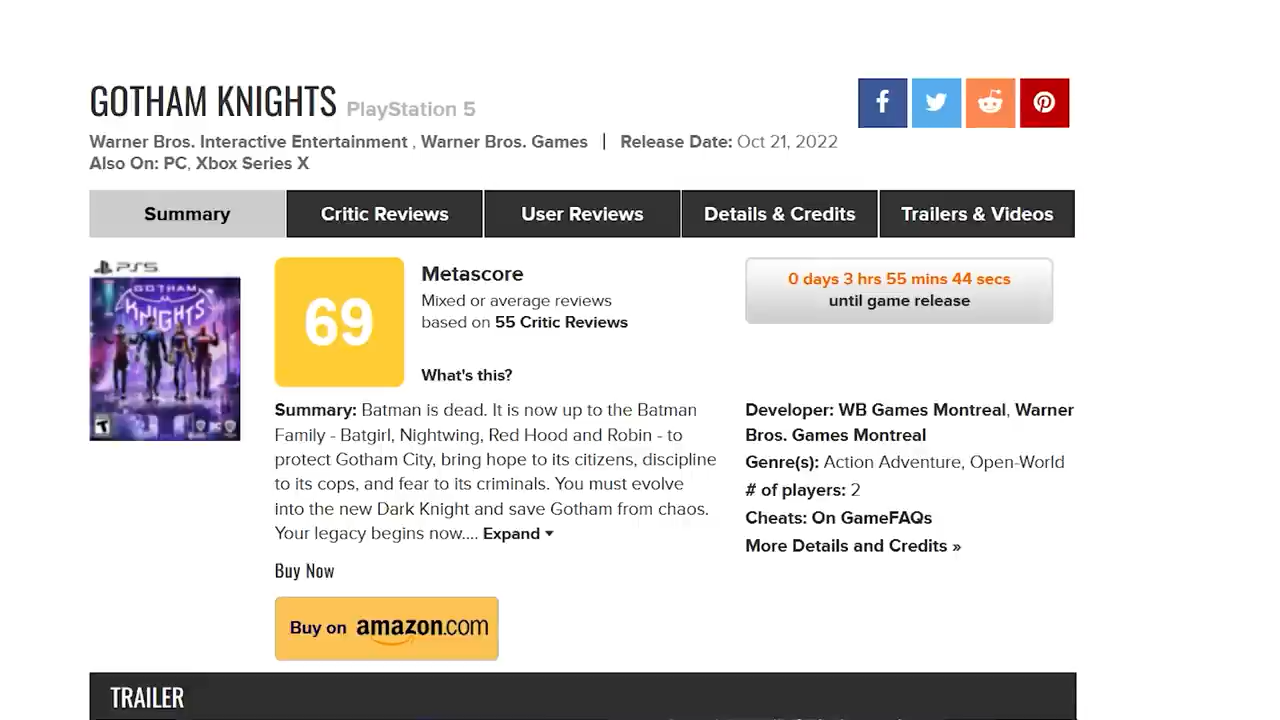 GOTHAM KNIGHTS PlayStation 5
Warner Bros. Interactive Entertainment , Warner Bros. Games | Release Date: Oct 21, 2022
Also On: PC, Xbox Series X
Summary
Critic Reviews
User Reviews
Details & Credits
Trailers & Videos
PS5
GOTHAM
KNIGHTS
T
69
Metascore
Mixed or average reviews
based on 55 Critic Reviews
What's this?
0 days 3 hrs 55 mins 44 secs
until game release
Summary: Batman is dead. It is now up to the Batman
Family - Batgirl, Nightwing, Red Hood and Robin - to
protect Gotham City, bring hope to its citizens, discipline
to its cops, and fear to its criminals. You must evolve
into the new Dark Knight and save Gotham from chaos.
Your legacy begins now.... Expand
Developer: WB Games Montreal, Warner
Bros. Games Montreal
Genre(s): Action Adventure, Open-World
# of players: 2
Cheats: On GameFAQs
More Details and Credits »
Buy Now
Buy on amazon.com
TRAILER